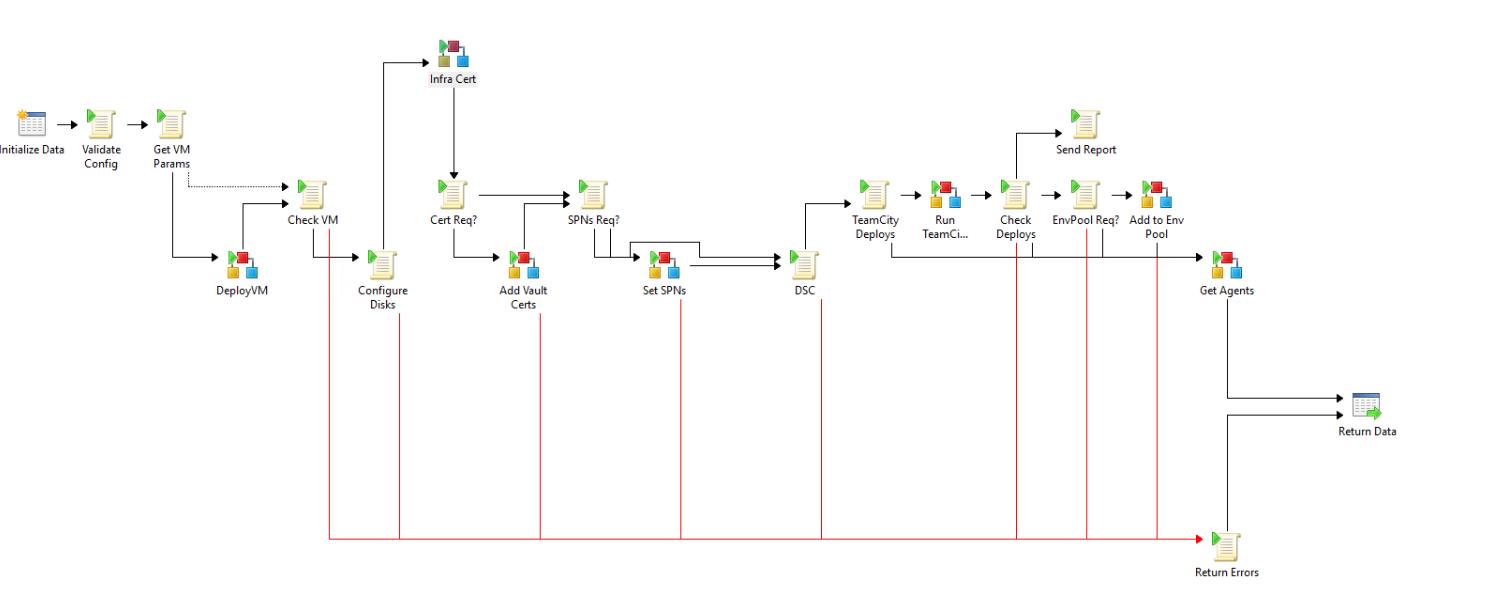 Infra Cert
Initialize Data
Validate
Config
Get VM
Params
Send Report
Check VM
Cert Req?
SPNs Req?
TeamCity
Deploys
Run
TeamCi...
Check
Deploys
EnvPool Req?
Add to Env
Pool
DeployVM
Configure
Disks
Add Vault
Certs
Set SPNs
DSC
Get Agents
Return Data
Return Errors